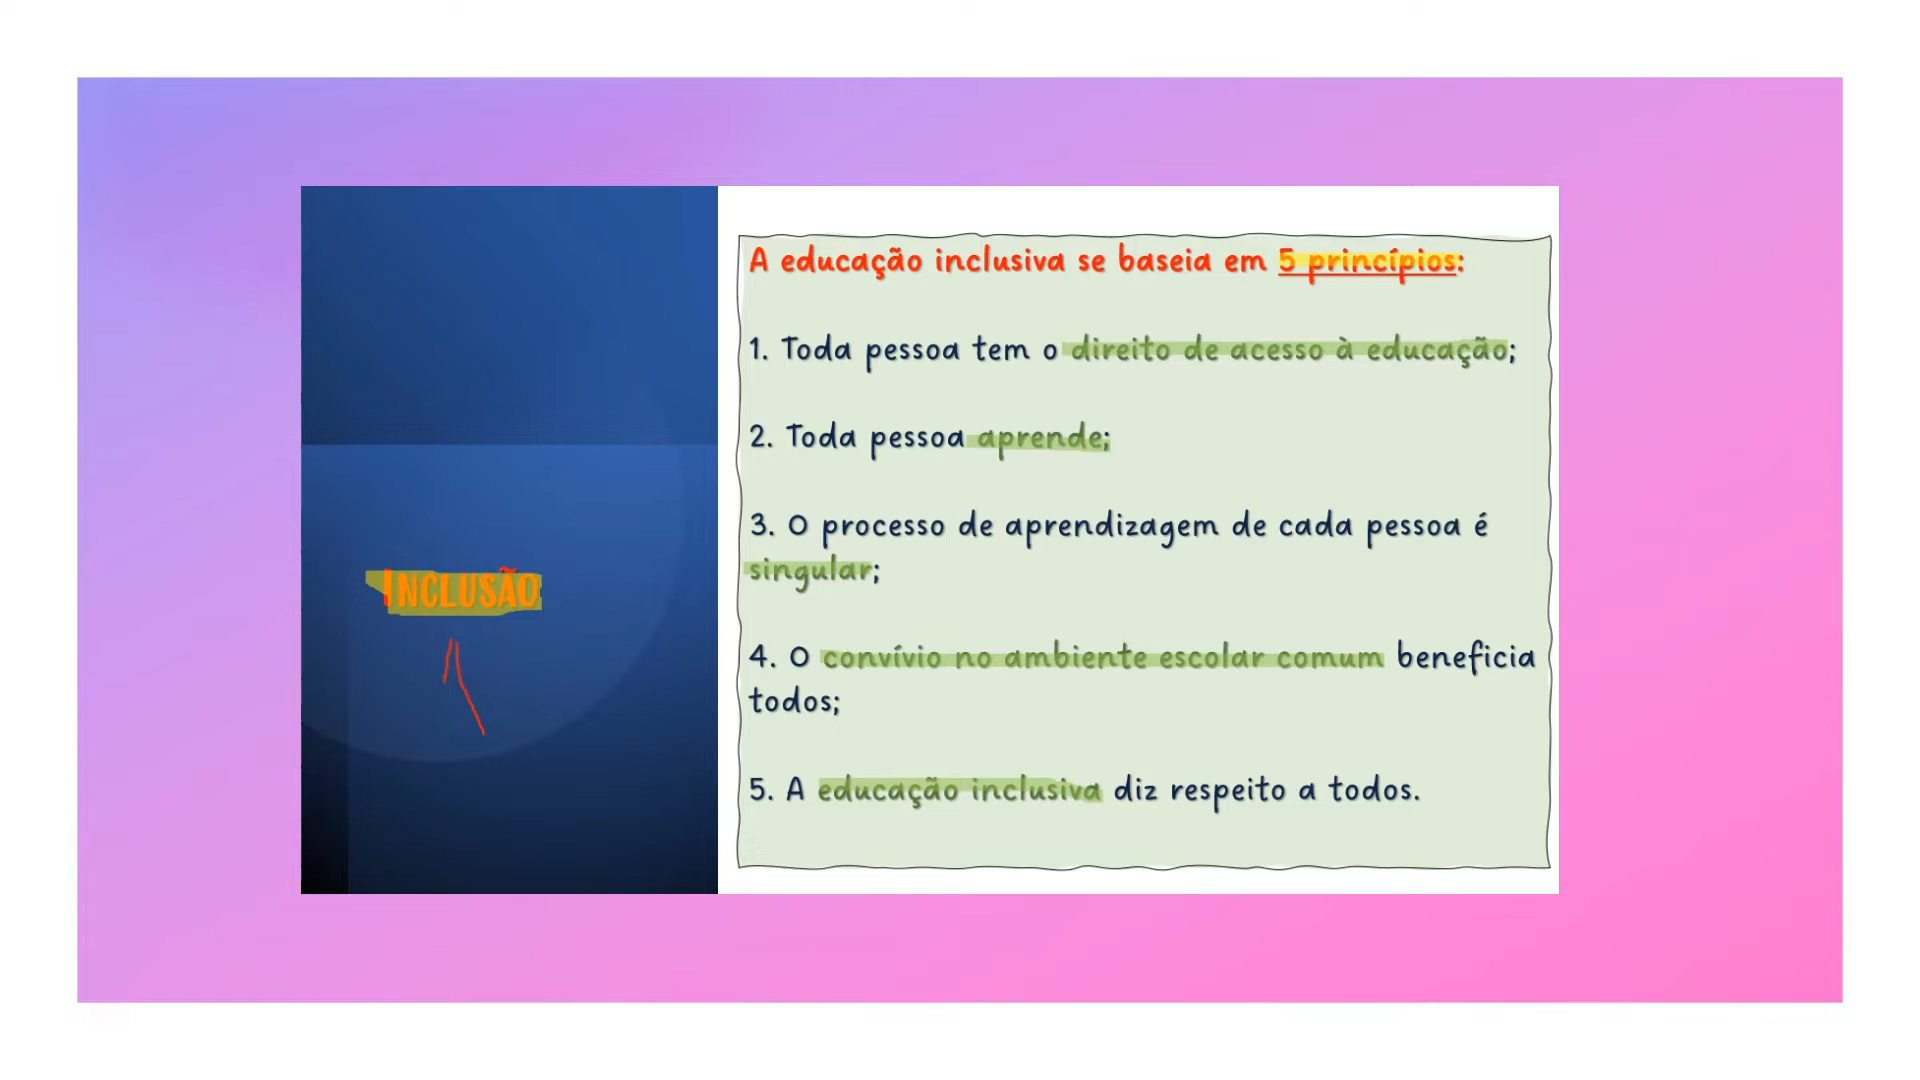 INCLUSÃO
A educação inclusiva se baseia em 5 princípios:
1. Toda pessoa tem o direito de acesso à educação;
2. Toda pessoa aprende;
3. O processo de aprendizagem de cada pessoa é
singular;
4. O convívio no ambiente escolar comum beneficia
todos;
5. A educação inclusiva diz respeito a todos.